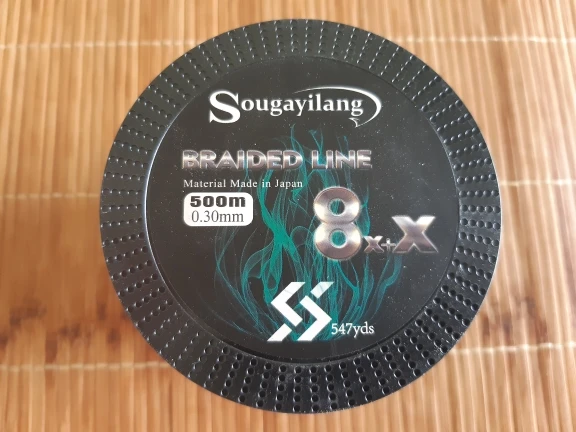 Sougayilang
BRAIDED LINE
Material Made in Japan
500m
0.30mm
8x+X
547yds